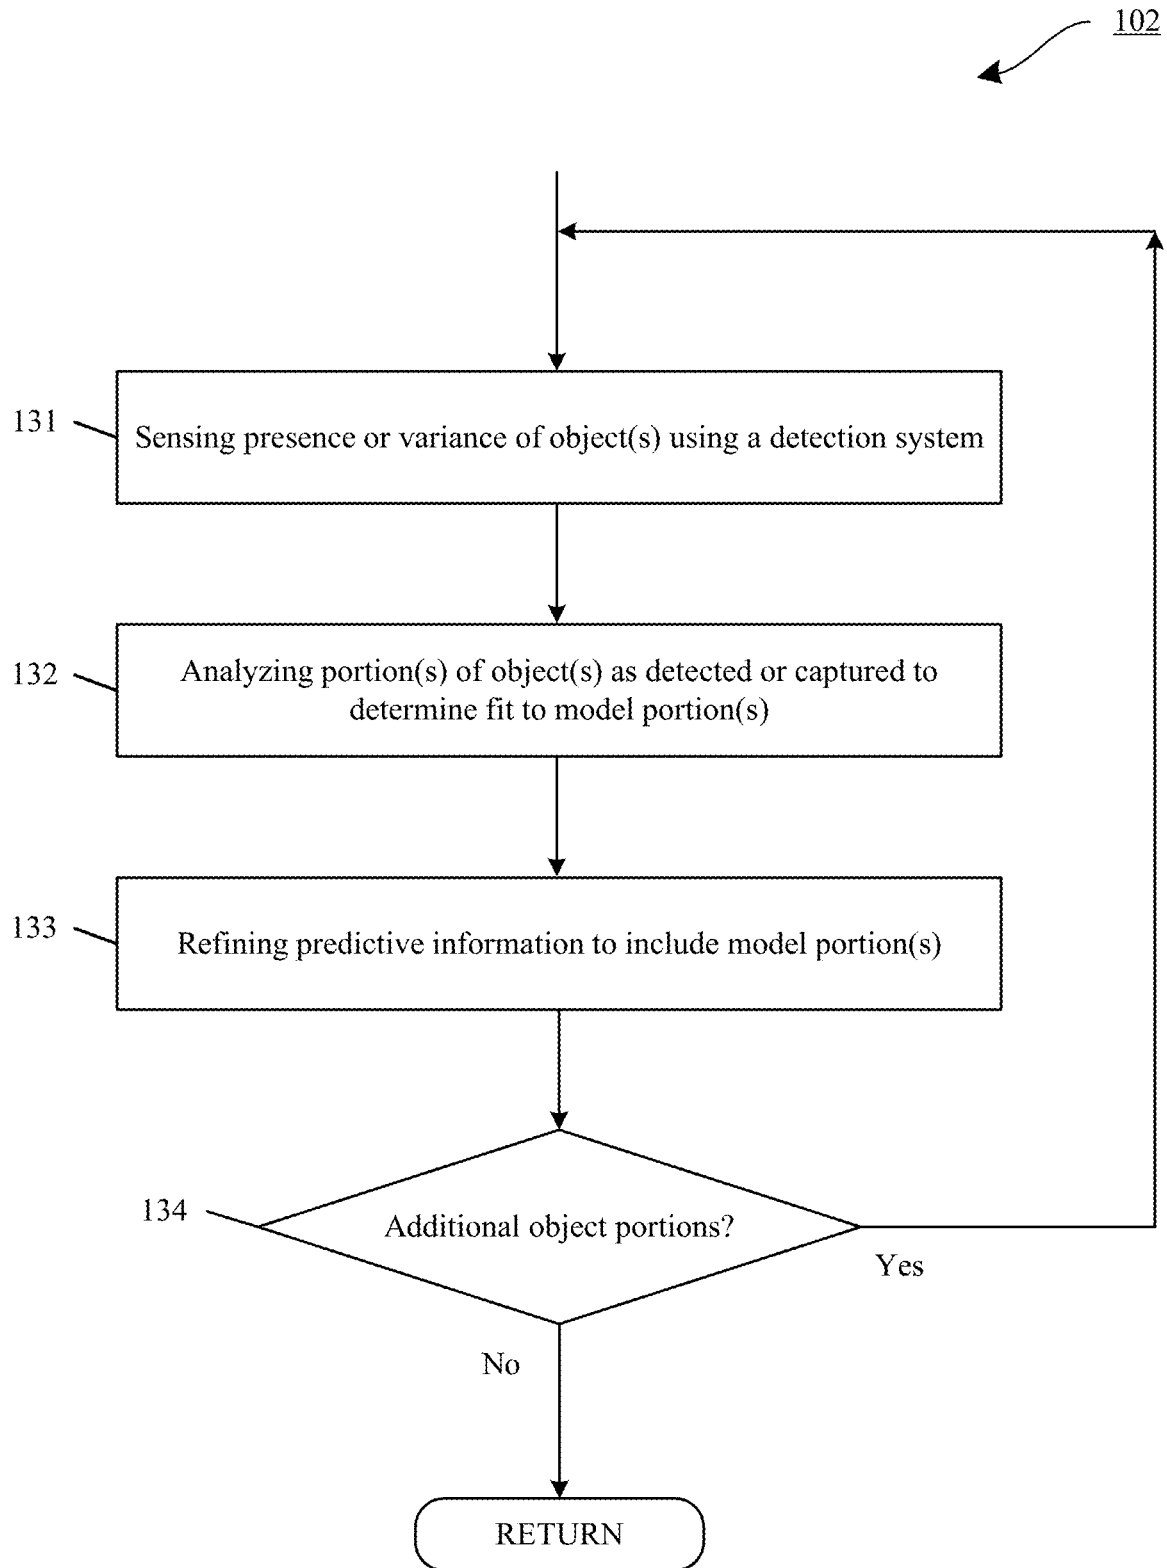 102
131
Sensing presence or variance of object(s) using a detection system
132
Analyzing portion(s) of object(s) as detected or captured to
determine fit to model portion(s)
133
Refining predictive information to include model portion(s)
134
Additional object portions?
Yes
No
RETURN